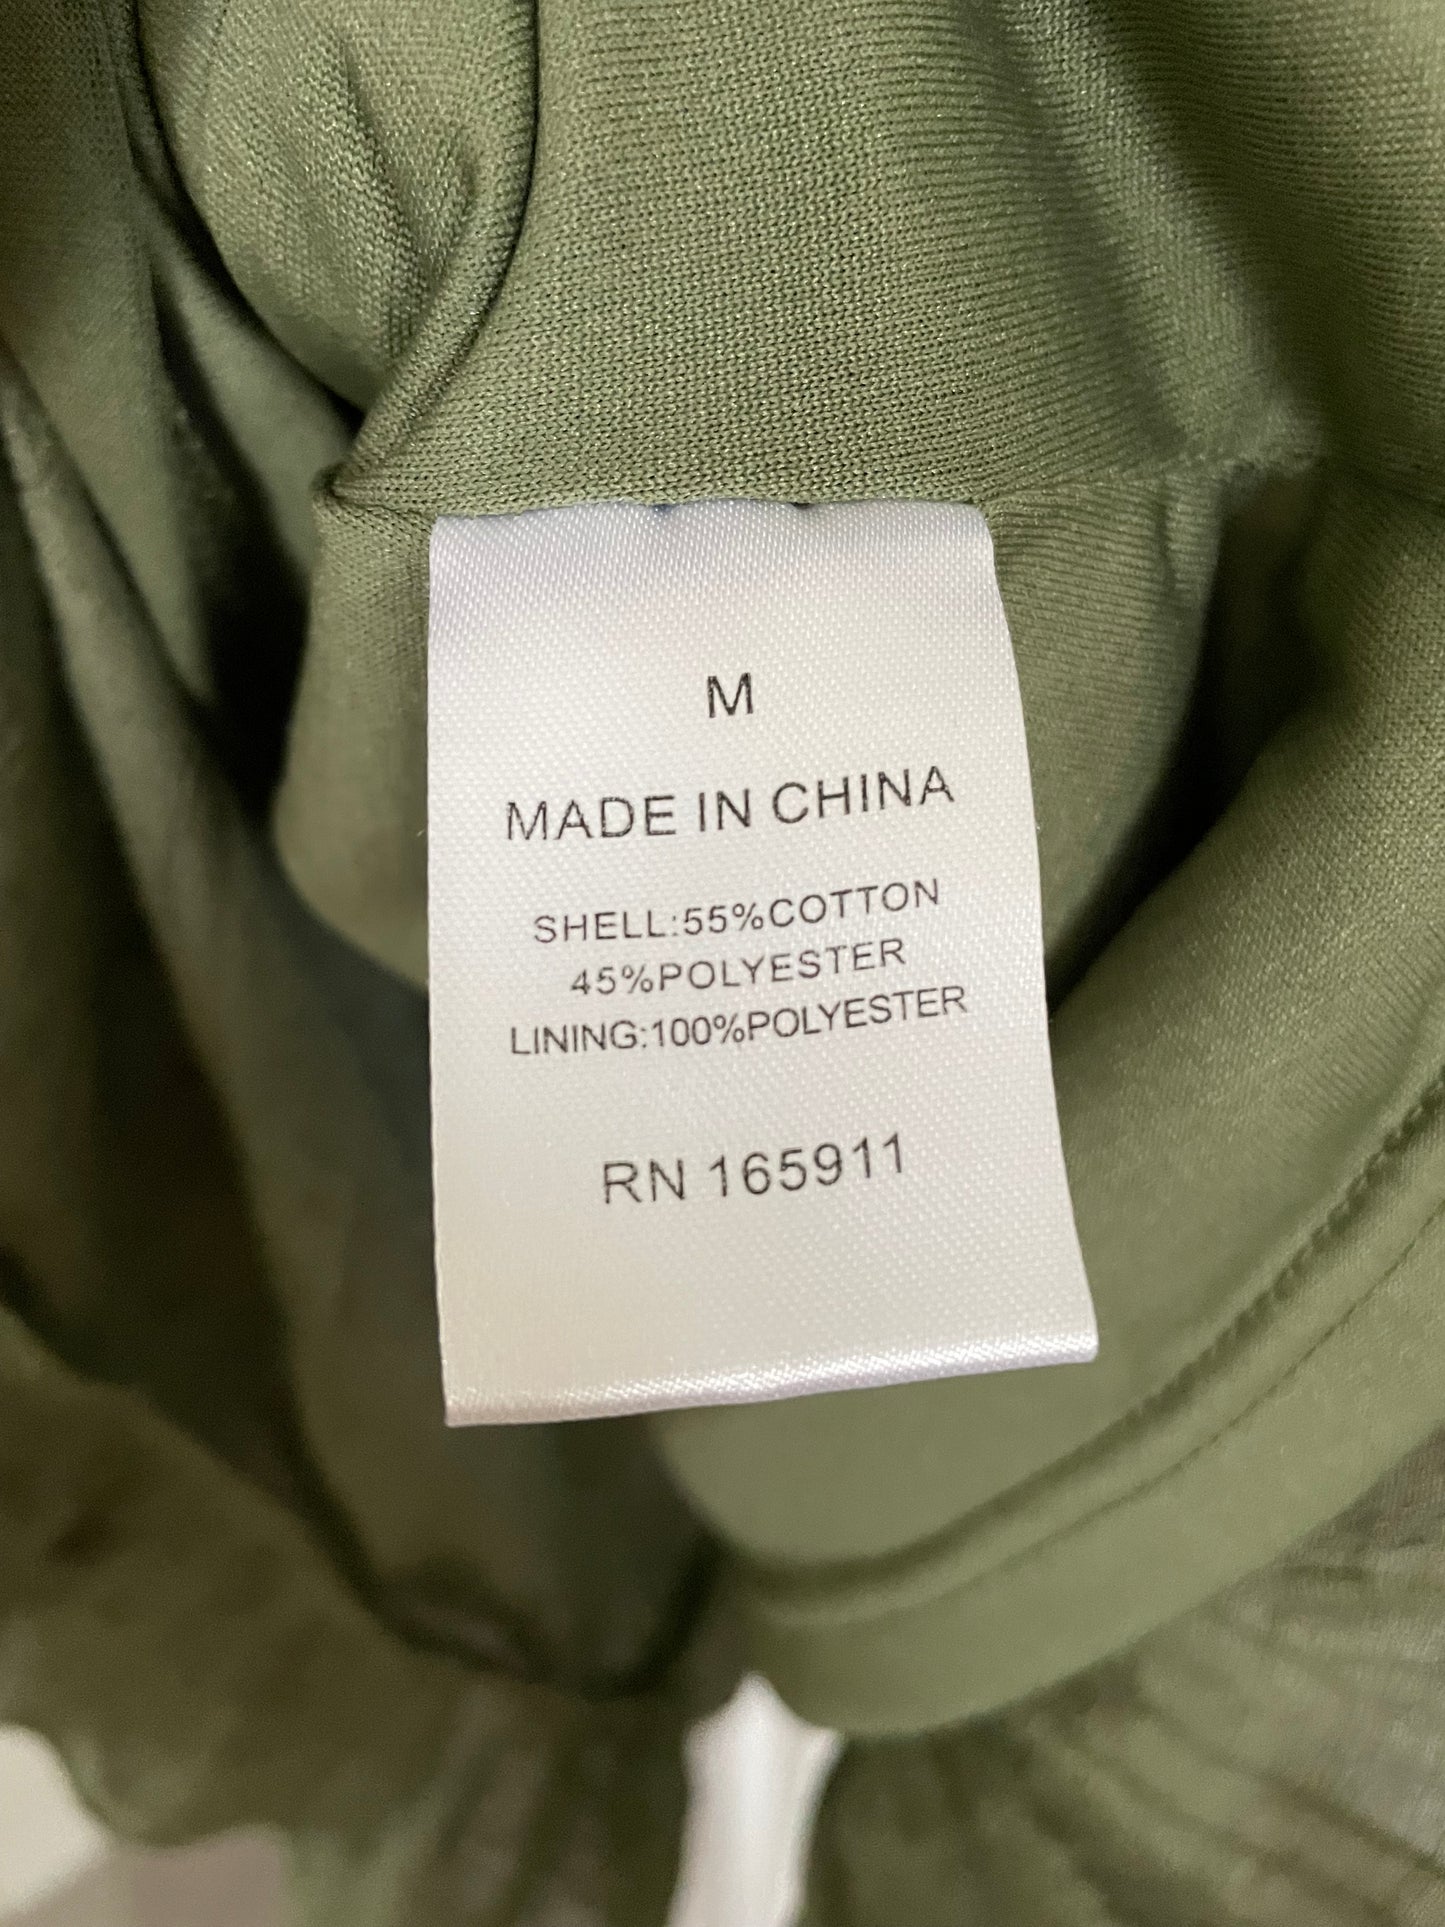 M
MADE IN CHINA
SHELL:55%COTTON
45%POLYESTER
LINING:100%POLYESTER
RN 165911